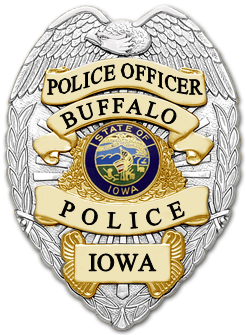 POLICE OFFICER
BUFFALO
STATE OF
IOWA
POLICE
IOWA